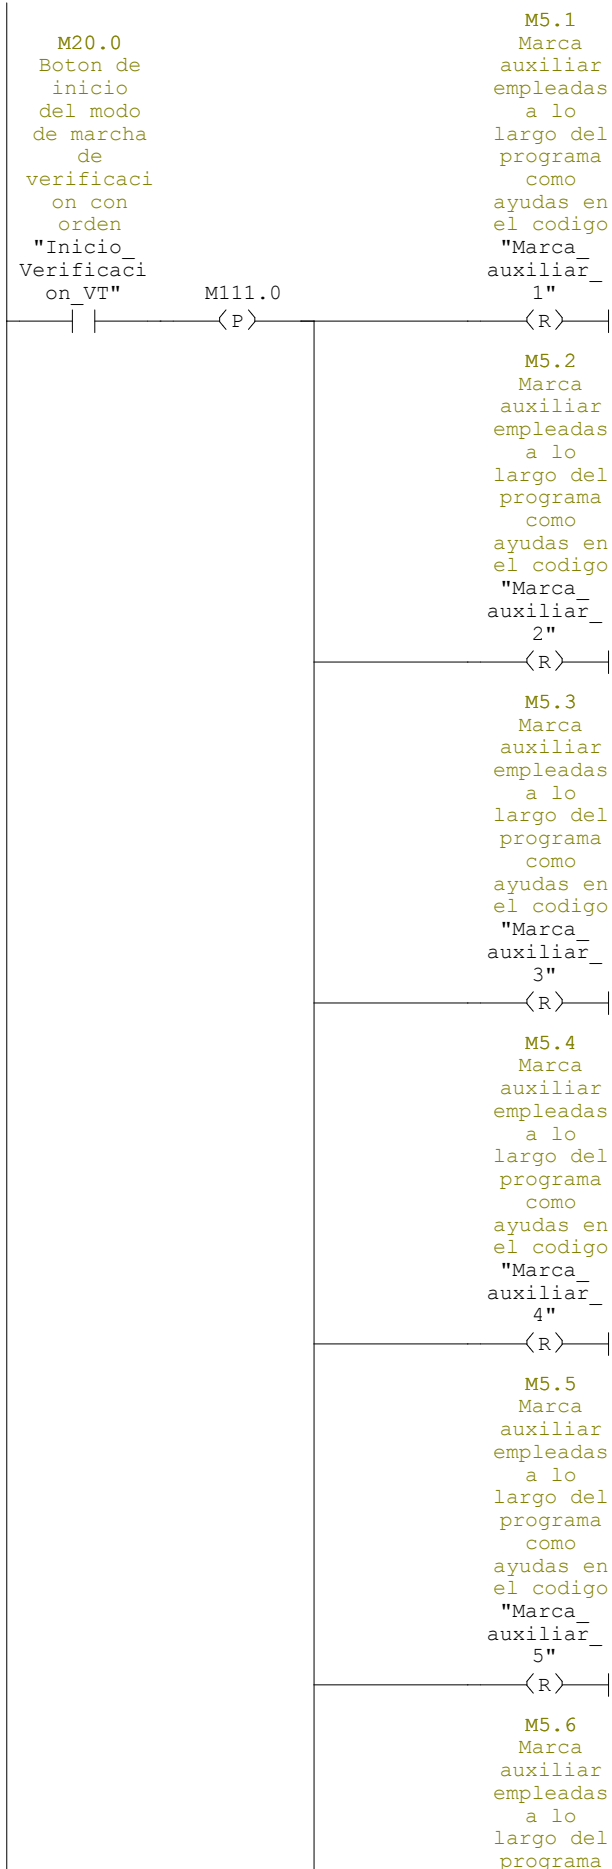 M20.0
Boton de
inicio
del modo
de marcha
de
verificaci
on con
orden
"Inicio_
Verificaci
on_VT"
M111.0
P
M5.1
Marca
auxiliar
empleadas
a lo
largo del
programa
como
ayudas en
el codigo
"Marca_
auxiliar_
1"
R
M5.2
Marca
auxiliar
empleadas
a lo
largo del
programa
como
ayudas en
el codigo
"Marca_
auxiliar_
2"
R
M5.3
Marca
auxiliar
empleadas
a lo
largo del
programa
como
ayudas en
el codigo
"Marca_
auxiliar_
3"
R
M5.4
Marca
auxiliar
empleadas
a lo
largo del
programa
como
ayudas en
el codigo
"Marca_
auxiliar_
4"
R
M5.5
Marca
auxiliar
empleadas
a lo
largo del
programa
como
ayudas en
el codigo
"Marca_
auxiliar_
5"
R
M5.6
Marca
auxiliar
empleadas
a lo
largo del
programa